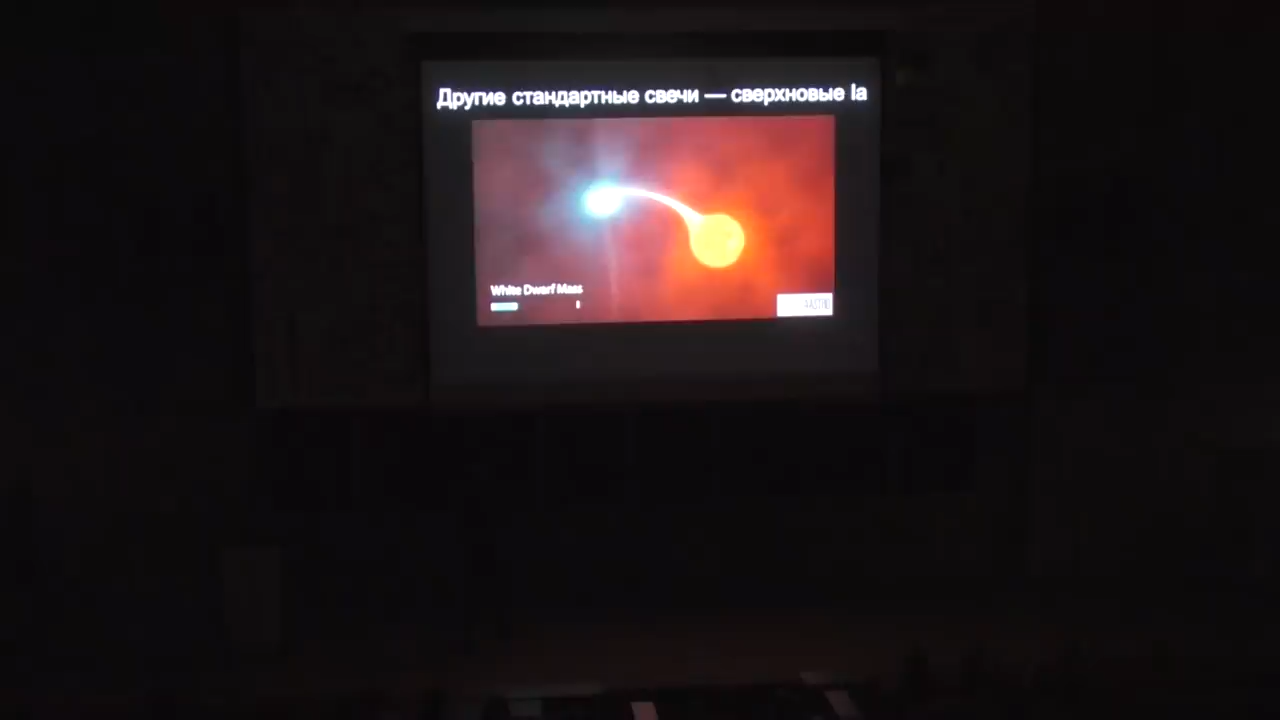 Другие стандартные свечи — сверхновые Ia
White Dwarf Mass